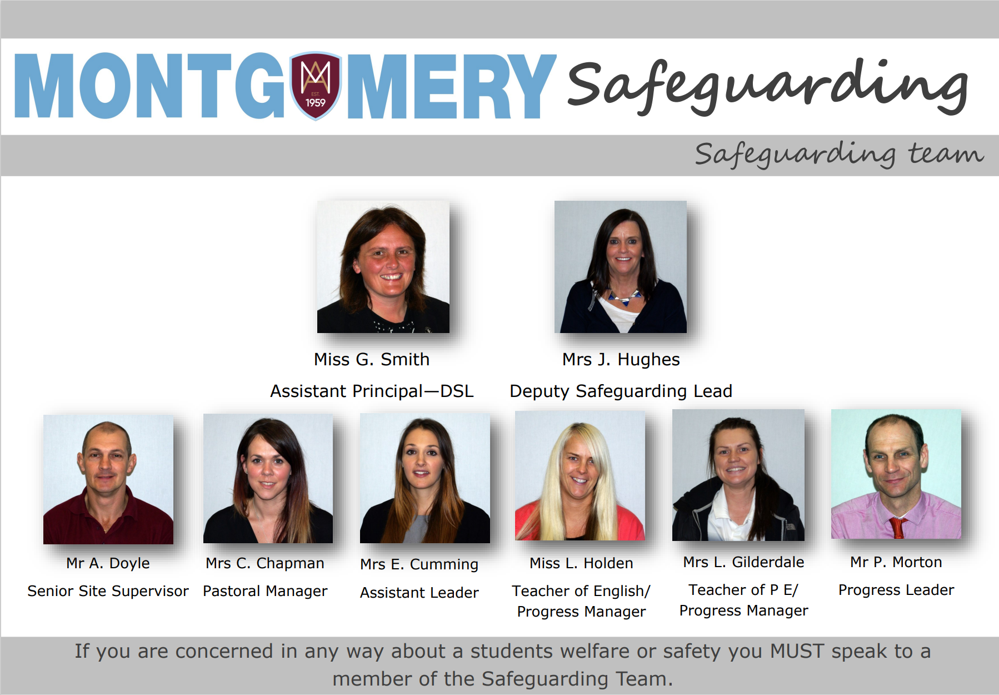 MONTGOMERY Safeguarding
EST.
1959
Safeguarding team
Miss G. Smith
Assistant Principal—DSL
Mrs J. Hughes
Deputy Safeguarding Lead
Mr A. Doyle
Senior Site Supervisor
Mrs C. Chapman
Pastoral Manager
Mrs E. Cumming
Assistant Leader
Miss L. Holden
Teacher of English/
Progress Manager
Mrs L. Gilderdale
Teacher of P E/
Progress Manager
Mr P. Morton
Progress Leader
If you are concerned in any way about a students welfare or safety you MUST speak to a
member of the Safeguarding Team.